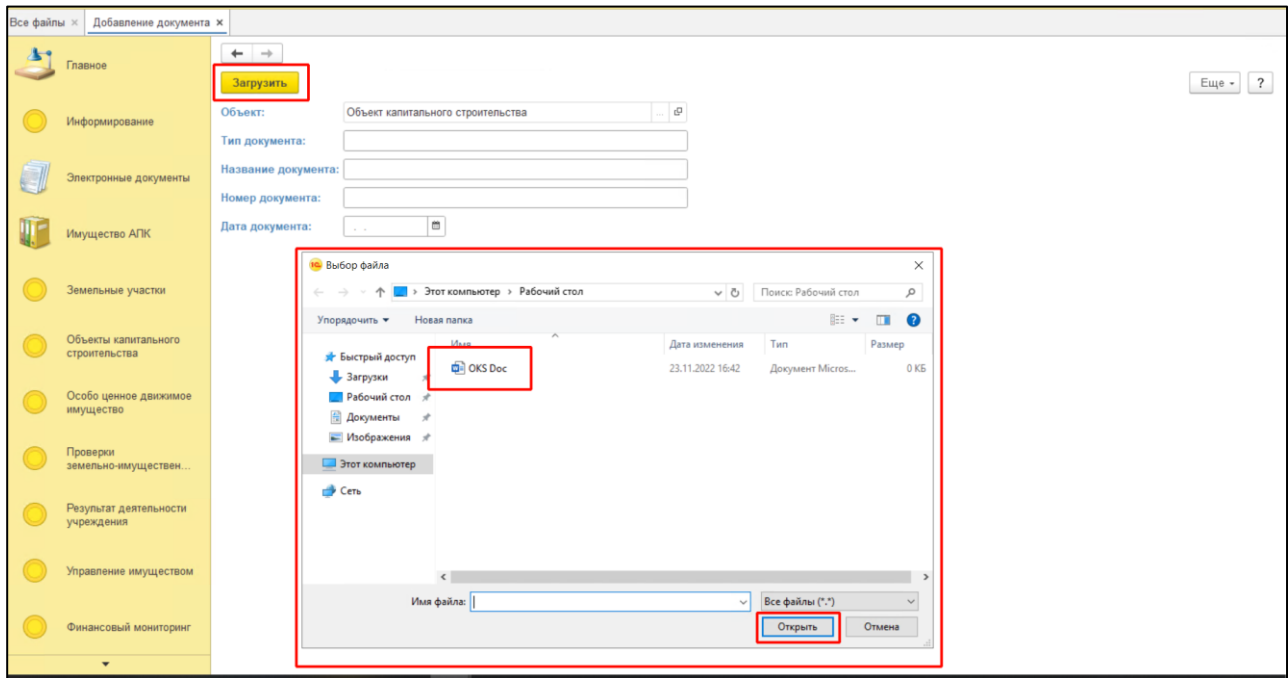 Все файлы × Добавление документа ×
Главное
Информирование
Электронные документы
Имущество АПК
Земельные участки
Объекты капитального
строительства
Особо ценное движимое
имущество
Проверки
земельно-имуществен...
Результат деятельности
учреждения
Управление имуществом
Финансовый мониторинг
Загрузить
Еще ?
Объект: Объект капитального строительства ...
Тип документа:
Название документа:
Номер документа:
Дата документа: . .
1С Выбор файла
Этот компьютер › Рабочий стол
Поиск: Рабочий стол
Упорядочить Новая папка
Имя Дата изменения Тип Размер
Быстрый доступ
Загрузки
Рабочий стол
Документы
Изображения
Этот компьютер
Сеть
OKS Doc 23.11.2022 16:42 Документ Micros... 0 КБ
Имя файла: Все файлы (*.*)
Открыть Отмена